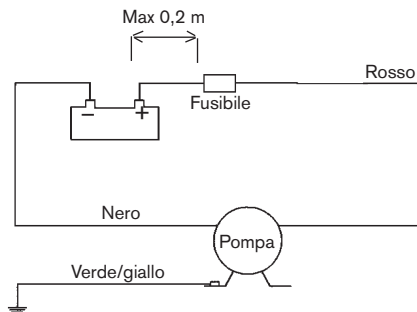 Max 0,2 m
Rosso
Fusibile
− +
Nero
Pompa
Verde/giallo